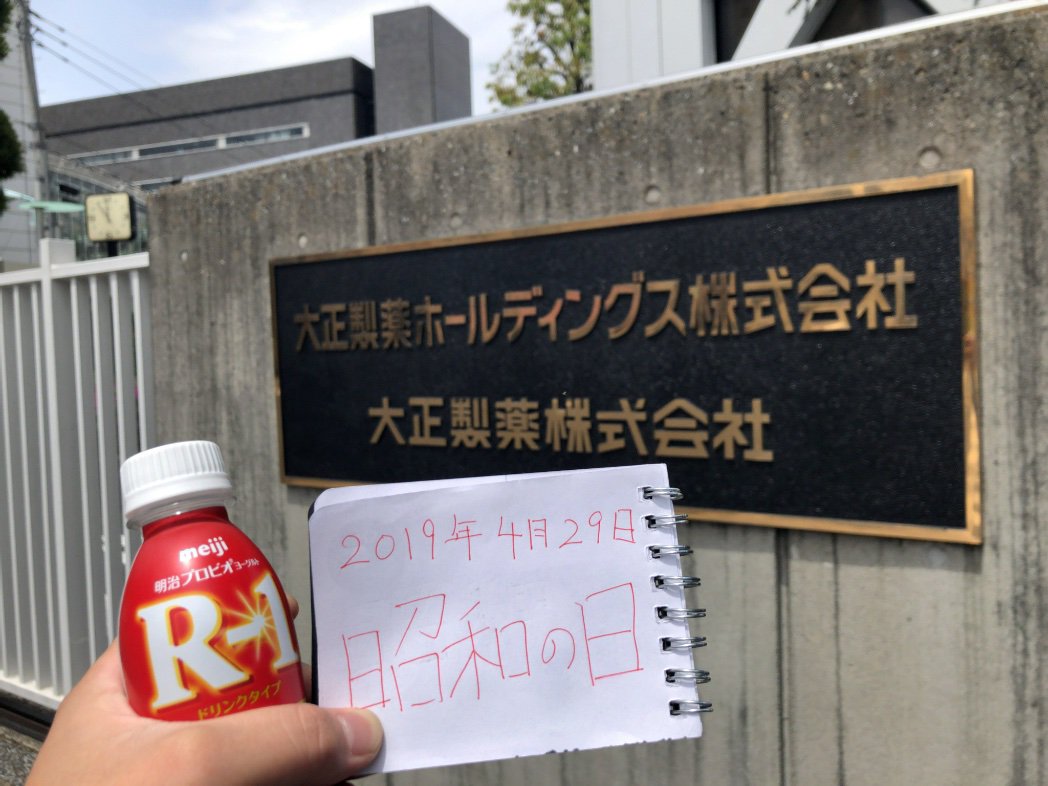 大正製薬ホールディングス株式会社
大正製薬株式会社
2019年4月29日
昭和の日
meiji
明治プロビオヨーグルト
R-1
ドリンクタイプ